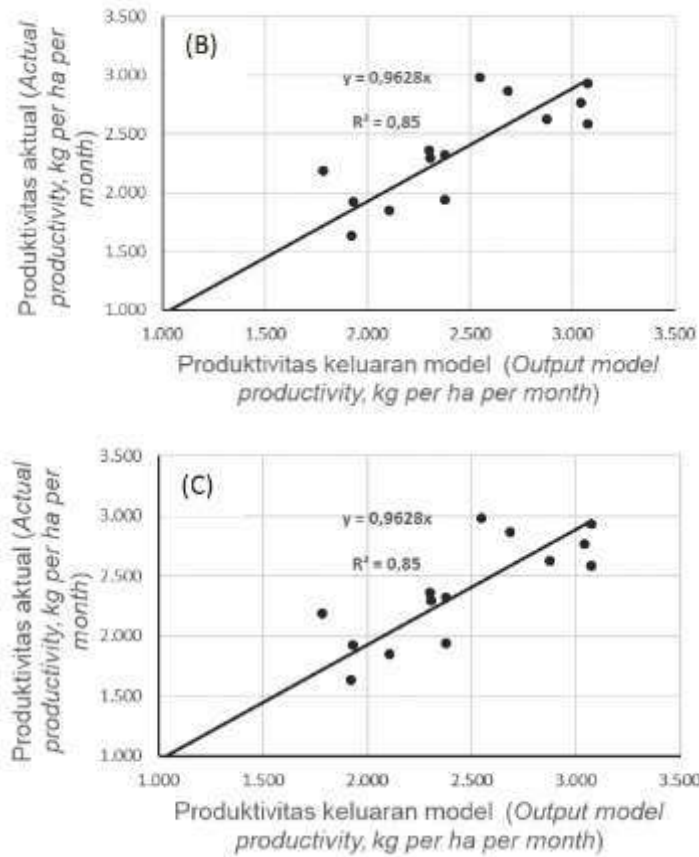 (B)
3.500
3.000
2.500
2.000
1.500
1.000
Produktivitas aktual (Actual
productivity, kg per ha per
month)
y = 0,9628x
R² = 0,85
1.000 1.500 2.000 2.500 3.000 3.500
Produktivitas keluaran model (Output model
productivity, kg per ha per month)
(C)
3.500
3.000
2.500
2.000
1.500
1.000
Produktivitas aktual (Actual
productivity, kg per ha per
month)
y = 0,9628x
R² = 0,85
1.000 1.500 2.000 2.500 3.000 3.500
Produktivitas keluaran model (Output model
productivity, kg per ha per month)